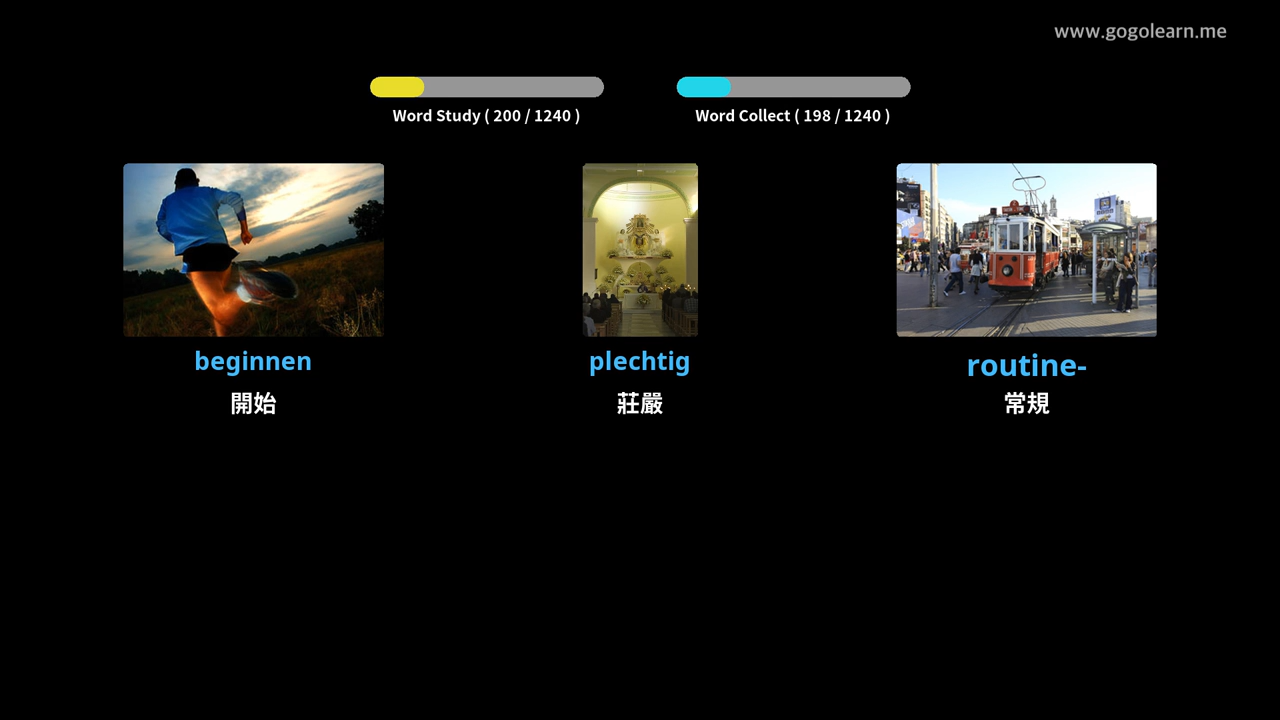 www.gogolearn.me
Word Study ( 200 / 1240 )
Word Collect ( 198 / 1240 )
beginnen
plechtig
routine-
開始
莊嚴
常規